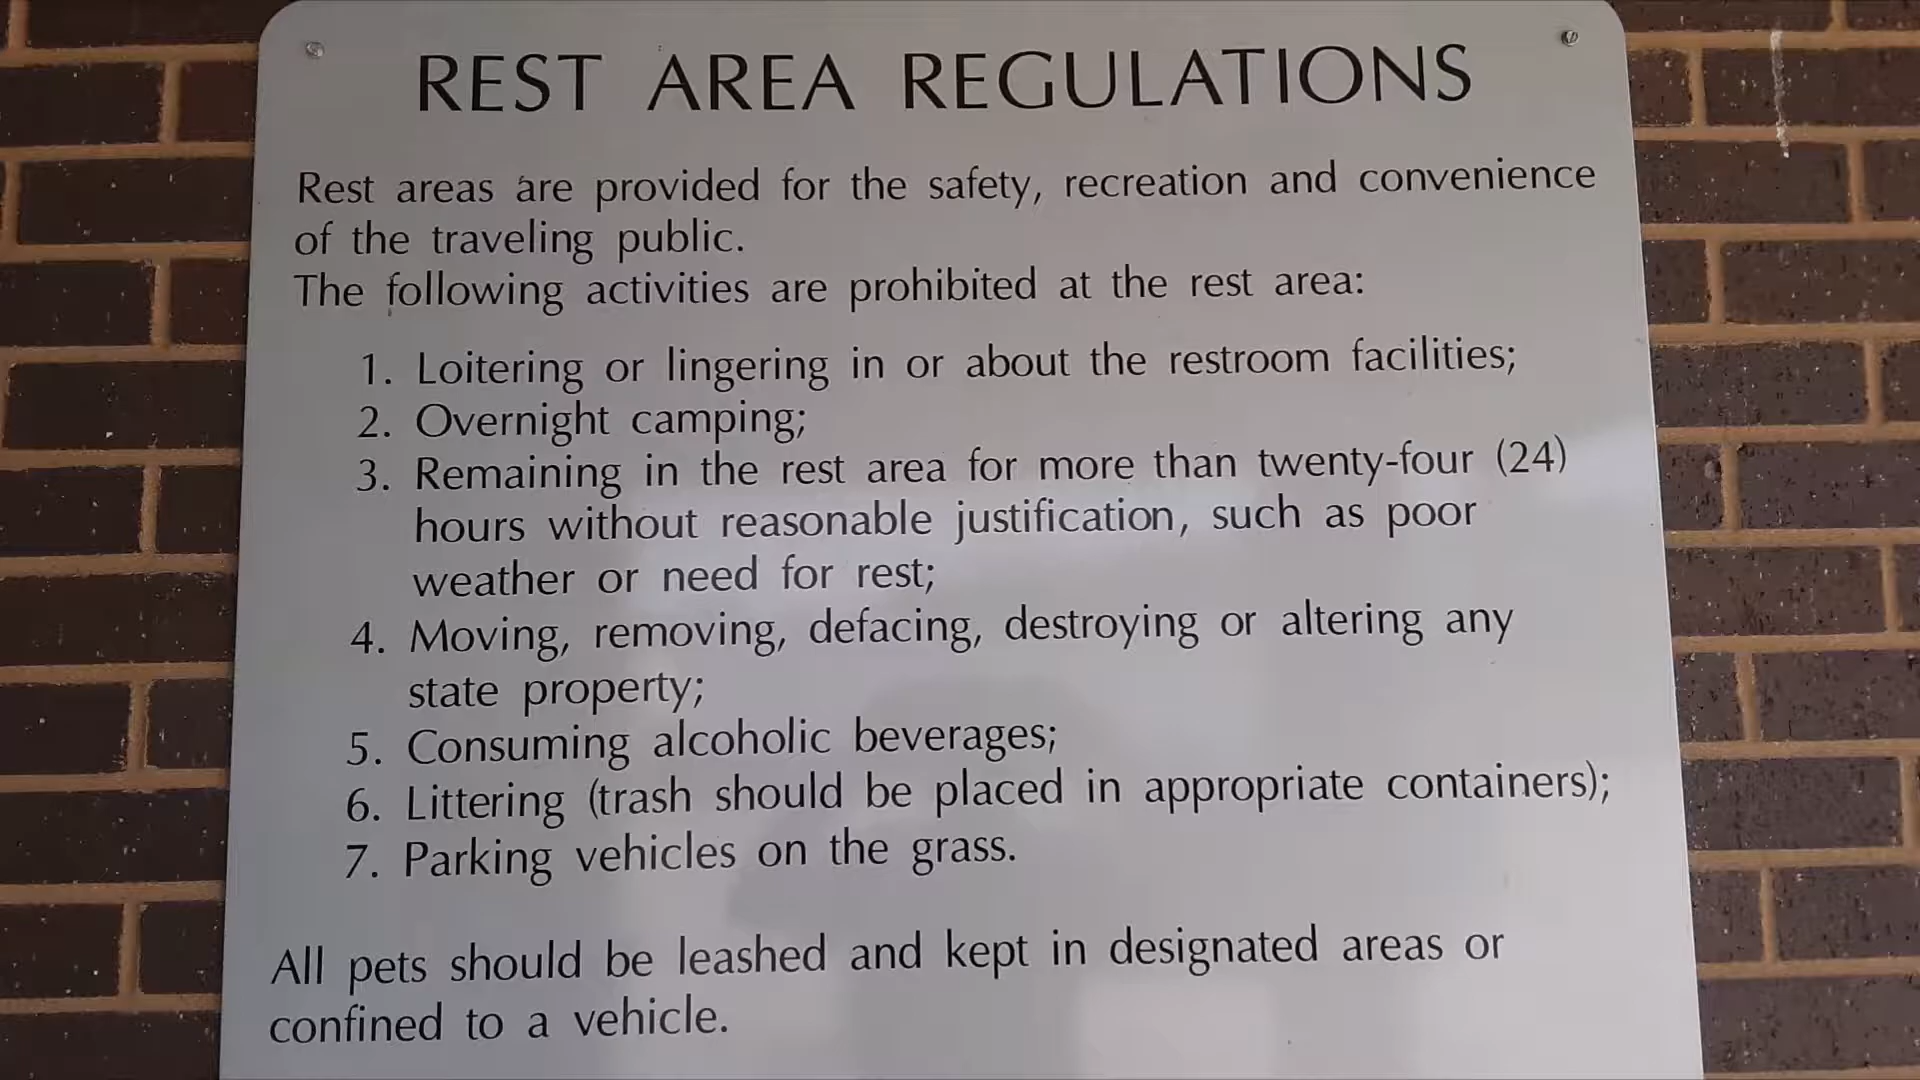 REST AREA REGULATIONS
Rest areas are provided for the safety, recreation and convenience
of the traveling public.
The following activities are prohibited at the rest area:
1. Loitering or lingering in or about the restroom facilities;
2. Overnight camping;
3. Remaining in the rest area for more than twenty-four (24)
hours without reasonable justification, such as poor
weather or need for rest;
4. Moving, removing, defacing, destroying or altering any
state property;
5. Consuming alcoholic beverages;
6. Littering (trash should be placed in appropriate containers);
7. Parking vehicles on the grass.
All pets should be leashed and kept in designated areas or
confined to a vehicle.